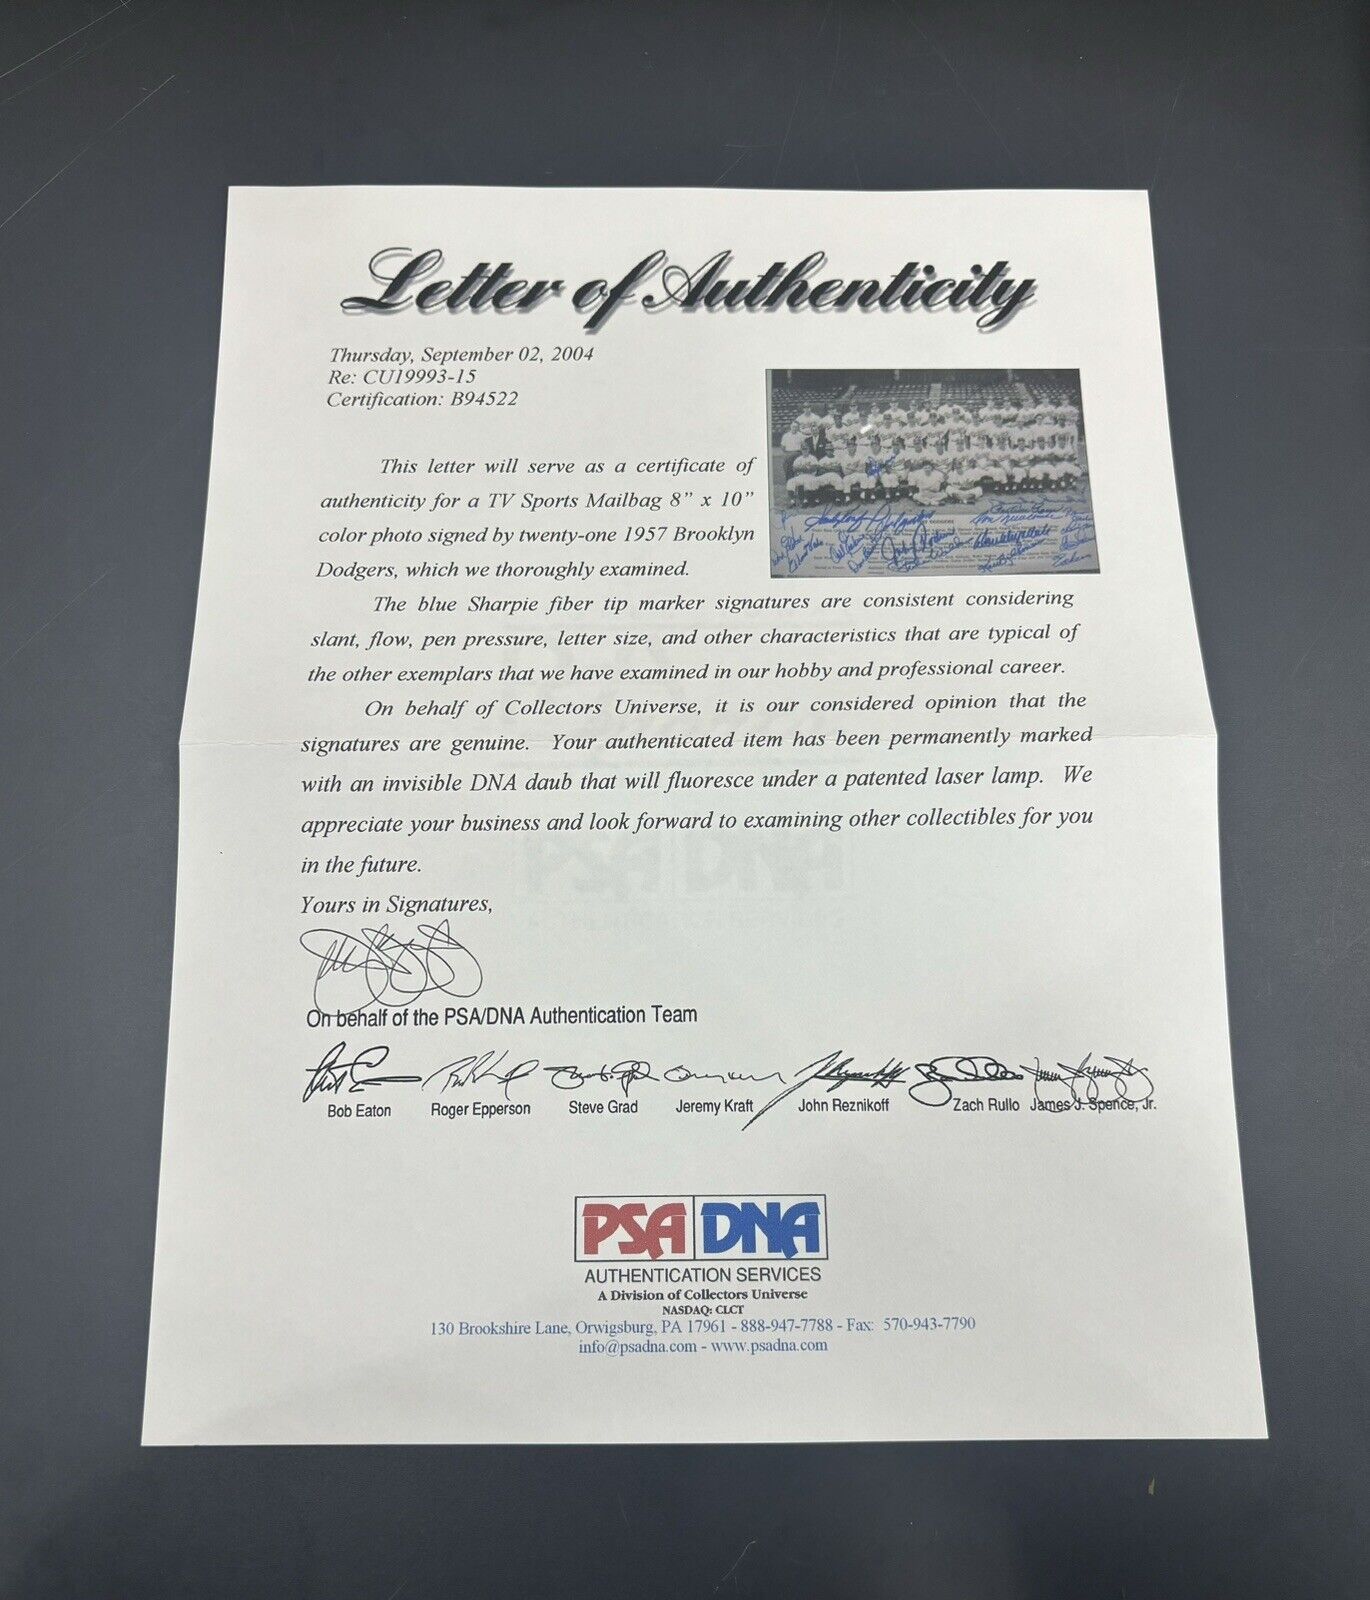 Letter of Authenticity
Thursday, September 02, 2004
Re: CU19993-15
Certification: B94522
This letter will serve as a certificate of
authenticity for a TV Sports Mailbag 8" x 10"
color photo signed by twenty-one 1957 Brooklyn
Dodgers, which we thoroughly examined.
The blue Sharpie fiber tip marker signatures are consistent considering
slant, flow, pen pressure, letter size, and other characteristics that are typical of
the other exemplars that we have examined in our hobby and professional career.
On behalf of Collectors Universe, it is our considered opinion that the
signatures are genuine. Your authenticated item has been permanently marked
with an invisible DNA daub that will fluoresce under a patented laser lamp. We
appreciate your business and look forward to examining other collectibles for you
in the future.
Yours in Signatures,
On behalf of the PSA/DNA Authentication Team
Bob Eaton Roger Epperson Steve Grad Jeremy Kraft John Reznikoff Zach Rullo James J. Spence, Jr.
PSA DNA
AUTHENTICATION SERVICES
A Division of Collectors Universe
NASDAQ: CLCT
130 Brookshire Lane, Orwigsburg, PA 17961 - 888-947-7788 - Fax: 570-943-7790
info@psadna.com - www.psadna.com